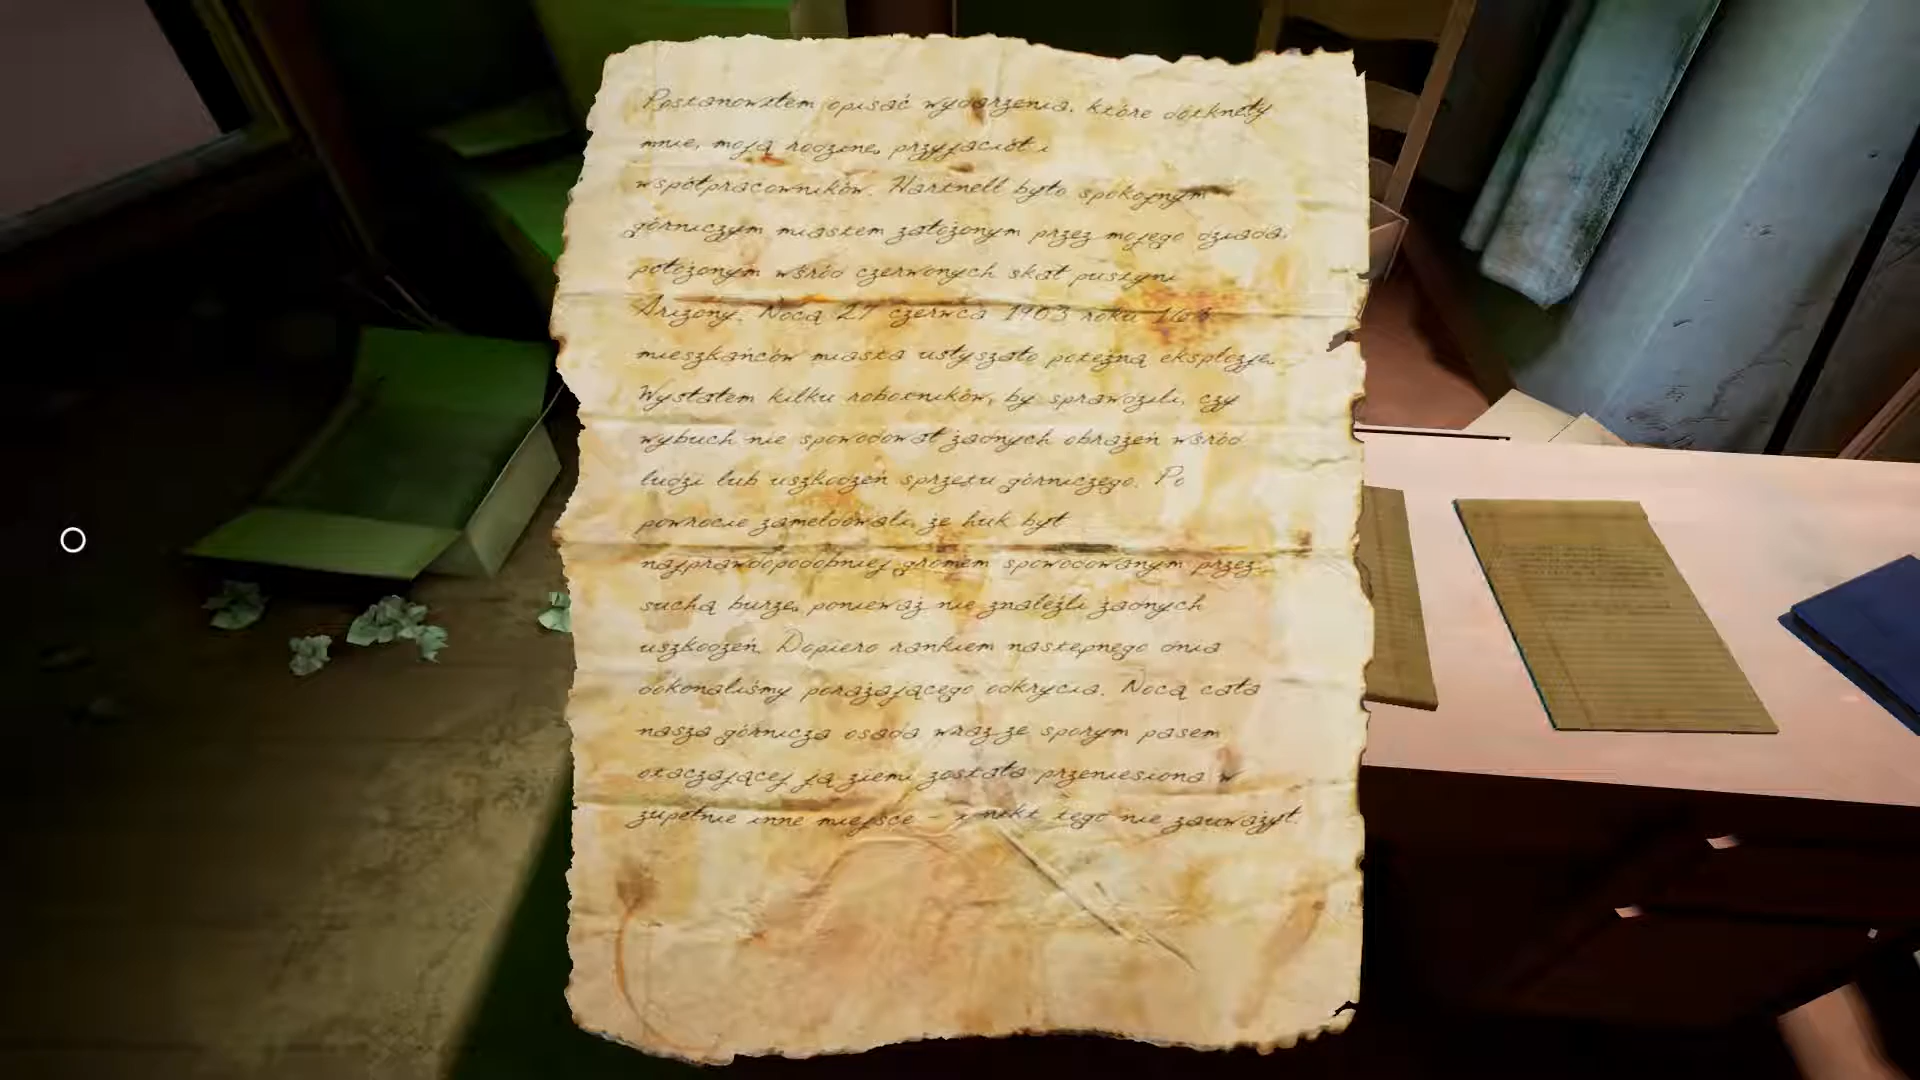 Postanowiłem opisać wydarzenia, które dotknęły
mnie, moją rodzinę, przyjaciół i
współpracowników. Hartnell było spokojnym
górniczym miastem założonym przez mojego dziada,
położonym wśród czerwonych skał pustyni
Arizony. Nocą 27 czerwca 1903 roku
mieszkańców miasta usłyszało potężną eksplozję.
Wysłałem kilku robotników, by sprawdzili, czy
wybuch nie spowodował żadnych obrażeń wśród
ludzi lub uszkodzeń sprzętu górniczego. Po
powrocie zameldowali, że huk był
najprawdopodobniej gromem spowodowanym przez
suchą burzę, ponieważ nie znaleźli żadnych
uszkodzeń. Dopiero rankiem następnego dnia
dokonaliśmy porażającego odkrycia. Nocą cała
nasza górnicza osada wraz ze sporym pasem
otaczającej ją ziemi została przeniesiona w
zupełnie inne miejsce - i nikt tego nie zauważył.